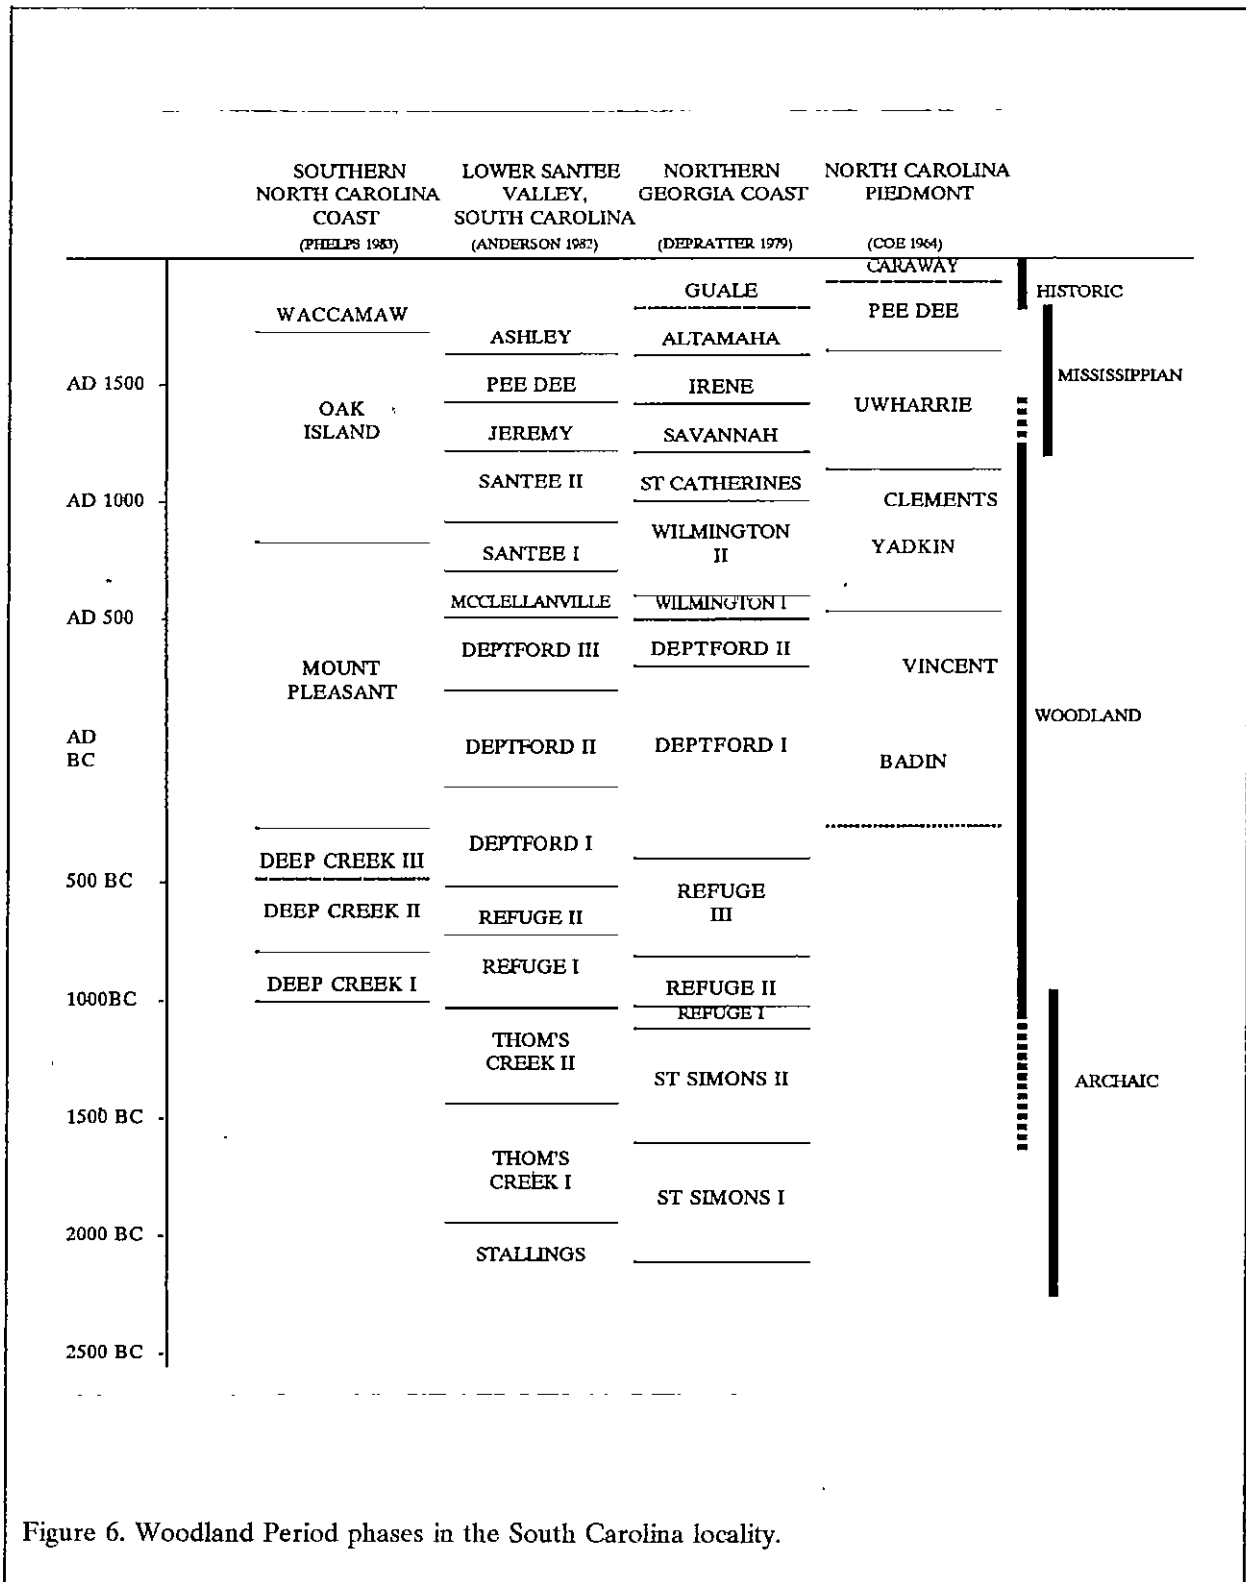 SOUTHERN
NORTH CAROLINA
COAST
(PHELPS 1983)
LOWER SANTEE
VALLEY,
SOUTH CAROLINA
(ANDERSON 1982)
NORTHERN
GEORGIA COAST
(DEPRATTER 1979)
NORTH CAROLINA
PIEDMONT
(COE 1964)
AD 1500
AD 1000
AD 500
AD
BC
500 BC
1000BC
1500 BC
2000 BC
2500 BC
WACCAMAW
OAK
ISLAND
MOUNT
PLEASANT
DEEP CREEK III
DEEP CREEK II
DEEP CREEK I
ASHLEY
PEE DEE
JEREMY
SANTEE II
SANTEE I
MCCLELLANVILLE
DEPTFORD III
DEPTFORD II
DEPTFORD I
REFUGE II
REFUGE I
THOM'S
CREEK II
THOM'S
CREEK I
STALLINGS
GUALE
ALTAMAHA
IRENE
SAVANNAH
ST CATHERINES
WILMINGTON
II
WILMINGTON I
DEPTFORD II
DEPTFORD I
REFUGE
III
REFUGE II
REFUGE I
ST SIMONS II
ST SIMONS I
CARAWAY
PEE DEE
UWHARRIE
CLEMENTS
YADKIN
VINCENT
BADIN
HISTORIC
MISSISSIPPIAN
WOODLAND
ARCHAIC
Figure 6. Woodland Period phases in the South Carolina locality.